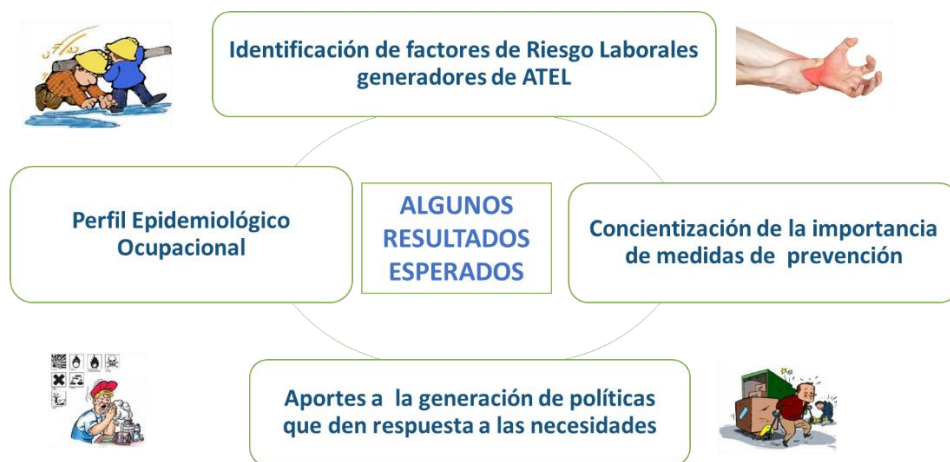 Identificación de factores de Riesgo Laborales
generadores de ATEL
Perfil Epidemiológico
Ocupacional
ALGUNOS
RESULTADOS
ESPERADOS
Concientización de la importancia
de medidas de prevención
Aportes a la generación de políticas
que den respuesta a las necesidades